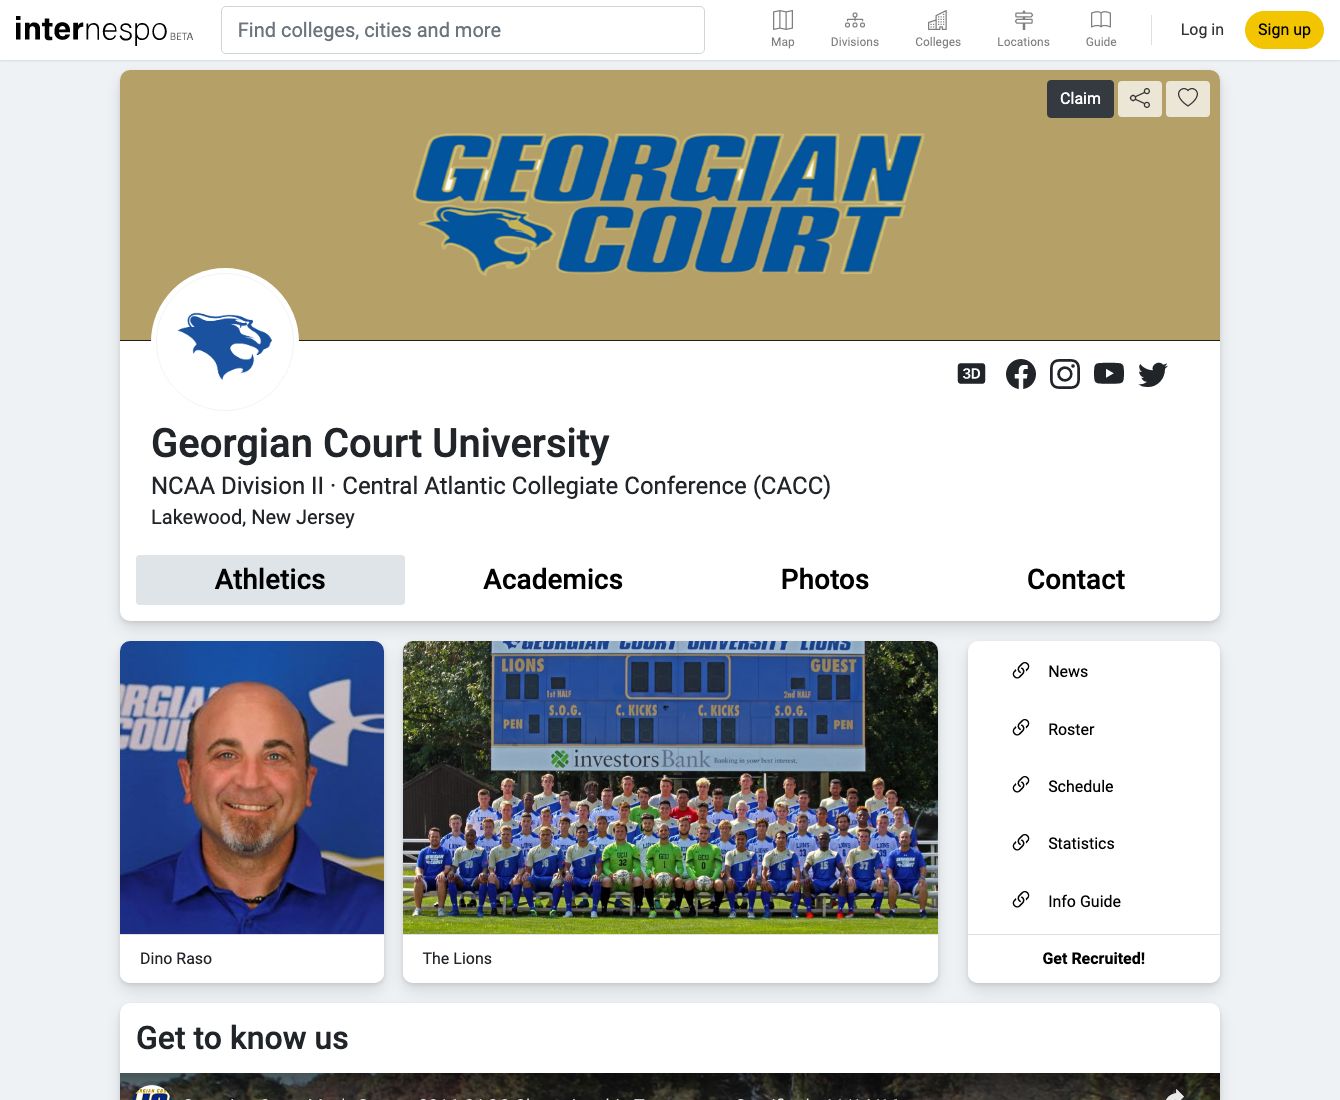 internespo BETA
Find colleges, cities and more
Map
Divisions
Colleges
Locations
Guide
Log in
Sign up
Claim
GEORGIAN
COURT
3D
Georgian Court University
NCAA Division II · Central Atlantic Collegiate Conference (CACC)
Lakewood, New Jersey
Athletics
Academics
Photos
Contact
GEORGIAN COURT UNIVERSITY LIONS
LIONS
GUEST
1st HALF
2nd HALF
S.O.G.
C. KICKS
C. KICKS
S.O.G.
PEN
PEN
investorsBank Banking in your best interest.
GEORGIAN
COURT
Dino Raso
The Lions
News
Roster
Schedule
Statistics
Info Guide
Get Recruited!
Get to know us